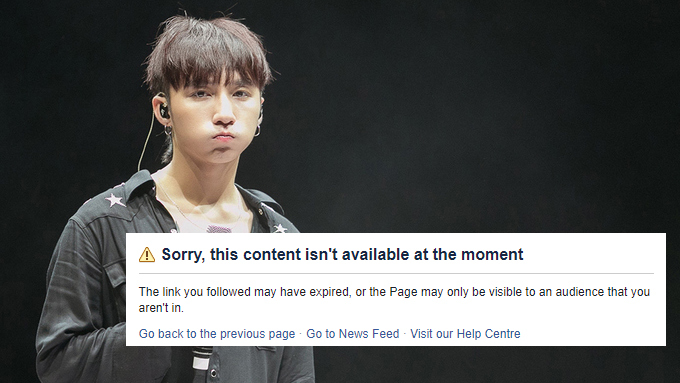 Sorry, this content isn't available at the moment
The link you followed may have expired, or the Page may only be visible to an audience that you
aren't in.
Go back to the previous page · Go to News Feed · Visit our Help Centre